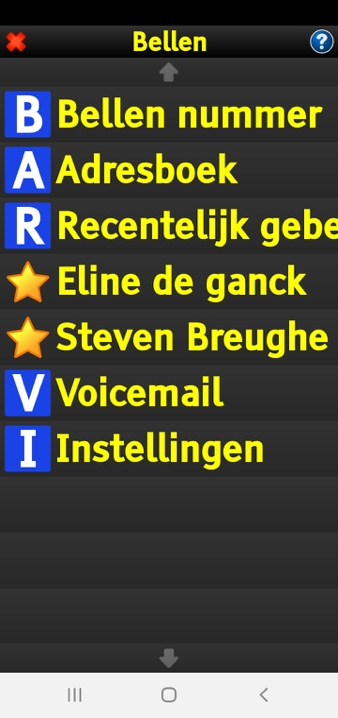 Bellen
?
B Bellen nummer
A Adresboek
R Recentelijk gebe
Eline de ganck
Steven Breughe
V Voicemail
I Instellingen